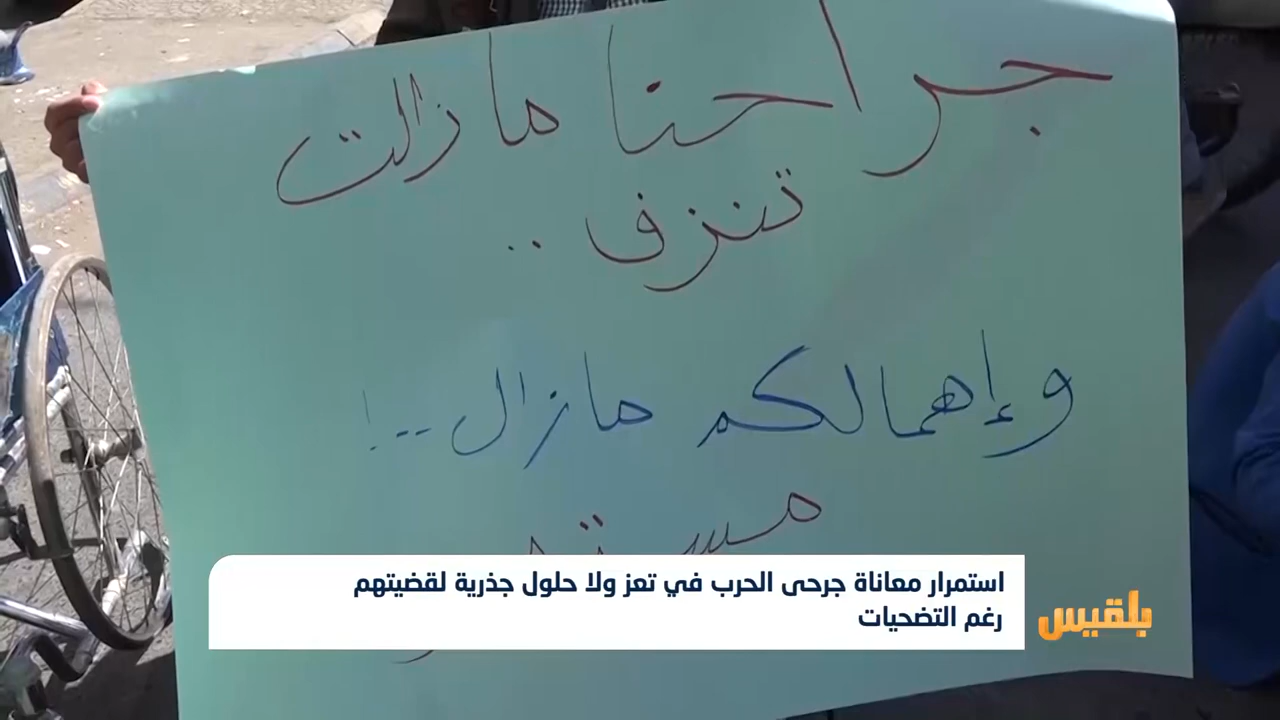 جراحنا مازالت
تنزف ..
وإهمالكم مازال ..!
استمرار معاناة جرحى الحرب في تعز ولا حلول جذرية لقضيتهم
رغم التضحيات
بلقيس